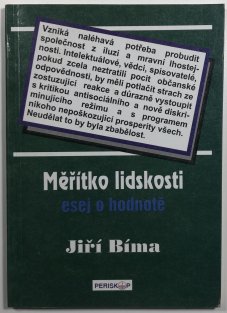 Vzniká naléhavá potřeba probudit
společnost z iluzí a mravní lhostej-
nosti. Intelektuálové, vědci, spisovatelé,
pokud zcela neztratili pocit občanské
odpovědnosti, by měli potlačit strach ze
zostuzující reakce a důrazně vystoupit
s kritikou antisociálního a nově diskri-
minujícího režimu a s programem
nikoho nepoškozující prosperity všech.
Neudělat to by byla zbabělost.
Měřítko lidskosti
esej o hodnotě
Jiří Bíma
PERISKOP